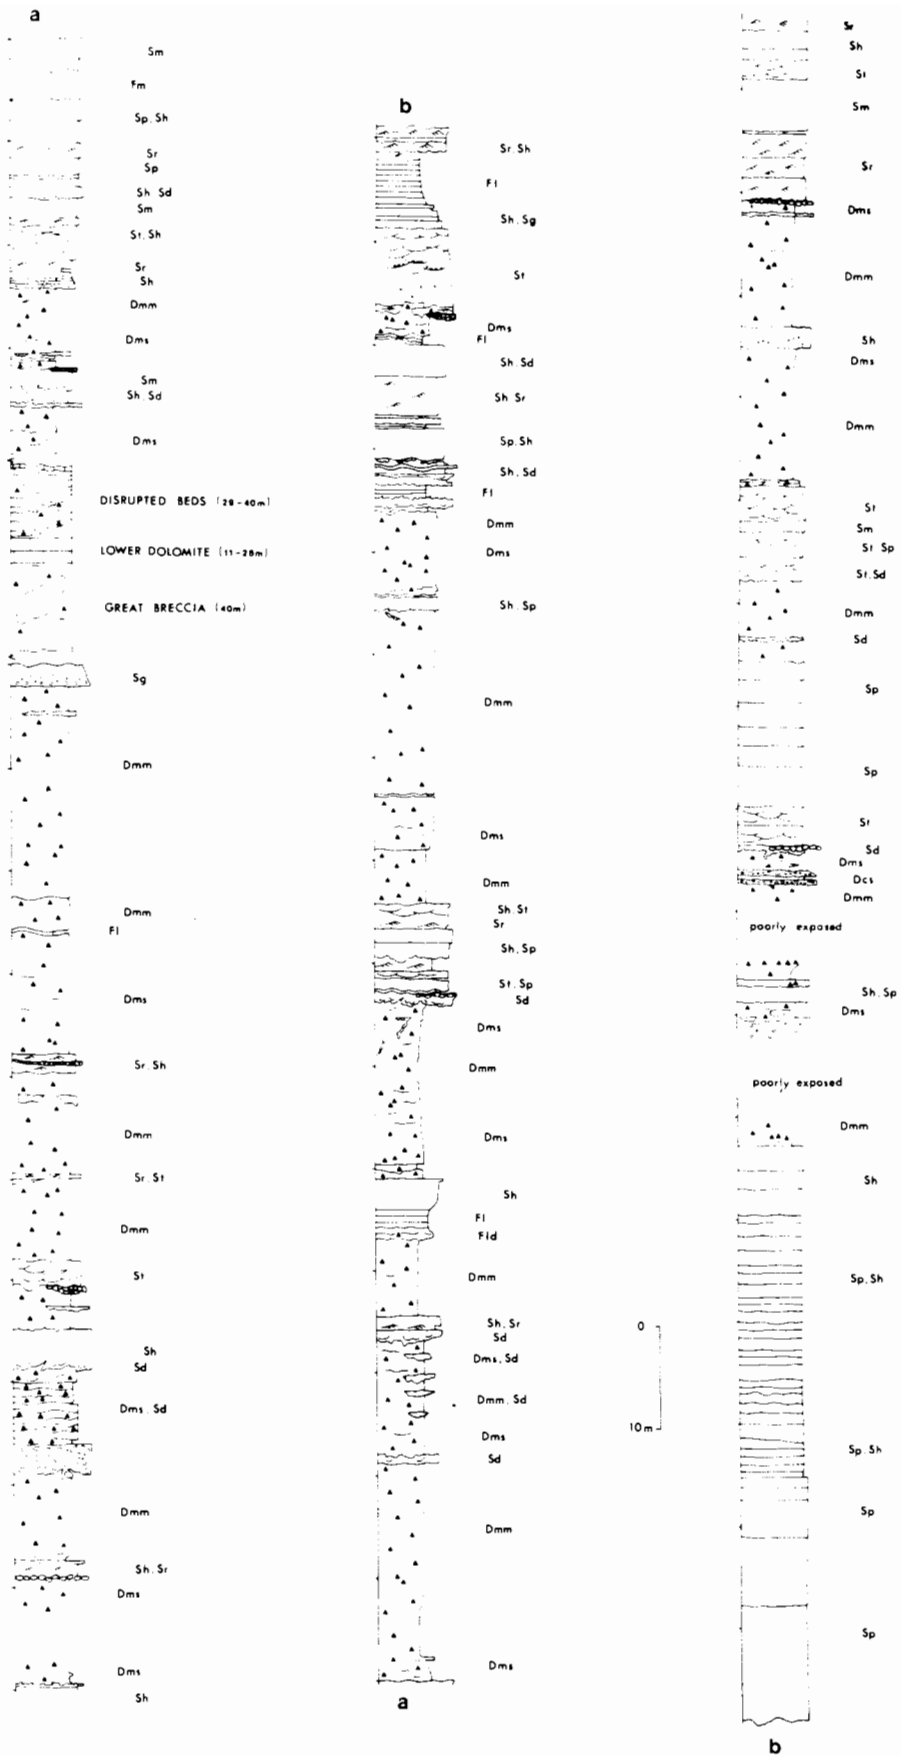 a
Sm
Fm
Sp, Sh
Sr
Sp
Sh, Sd
Sm
St, Sh
Sr
Sh
Dmm
Dms
Sm
Sh, Sd
Dms
DISRUPTED BEDS (28-40m)
LOWER DOLOMITE (11-28m)
GREAT BRECCIA (40m)
Sg
Dmm
Dmm
Fl
Dms
Sr, Sh
Dmm
Sr, St
Dmm
St
Sh
Sd
Dms, Sd
Dmm
Sh, Sr
Dms
Dms
Sh
b
Sr, Sh
Fl
Sh, Sg
St
Dms
Fl
Sh, Sd
Sh Sr
Sp, Sh
Sh, Sd
Fl
Dmm
Dms
Sh, Sp
Dmm
Dms
Dmm
Sh, St
Sr
Sh, Sp
St, Sp
Sd
Dms
Dmm
Dms
Sh
Fl
Fld
Dmm
Sh, Sr
Sd
Dms, Sd
Dmm, Sd
Dms
Sd
Dmm
Dms
a
0
10m
Sr
Sh
St
Sm
Sr
Dms
Dmm
Sh
Dms
Dmm
St
Sm
St Sp
St, Sd
Dmm
Sd
Sp
Sp
St
Sd
Dms
Dcs
Dmm
poorly exposed
Sh, Sp
Dms
poorly exposed
Dmm
Sh
Sp, Sh
Sp, Sh
Sp
Sp
b